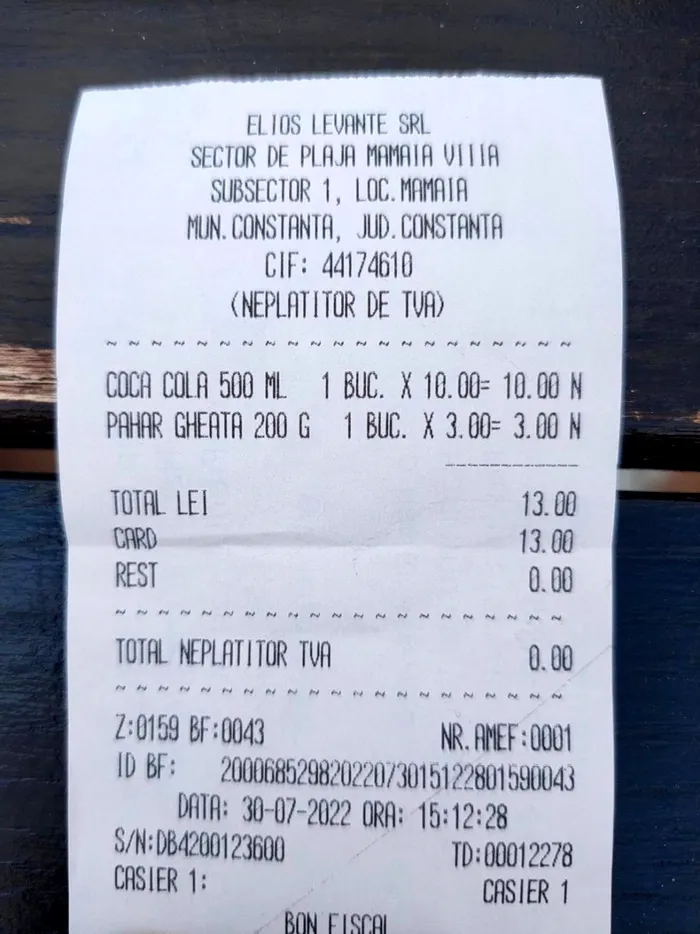 ELIOS LEVANTE SRL
SECTOR DE PLAJA MAMAIA VIIIA
SUBSECTOR 1, LOC.MAMAIA
MUN.CONSTANTA, JUD.CONSTANTA
CIF: 44174610
(NEPLATITOR DE TVA)
~ ~ ~ ~ ~ ~ ~ ~ ~ ~ ~ ~ ~ ~ ~ ~ ~ ~ ~ ~ ~
COCA COLA 500 ML 1 BUC. X 10.00= 10.00 N
PAHAR GHEATA 200 G 1 BUC. X 3.00= 3.00 N
TOTAL LEI 13.00
CARD 13.00
REST 0.00
~ ~ ~ ~ ~ ~ ~ ~ ~ ~ ~ ~ ~ ~ ~ ~ ~ ~ ~ ~ ~
TOTAL NEPLATITOR TVA 0.00
~ ~ ~ ~ ~ ~ ~ ~ ~ ~ ~ ~ ~ ~ ~ ~ ~ ~ ~ ~ ~
Z:0159 BF:0043 NR.AMEF:0001
ID BF: 2000685298202207301512280159​0043
DATA: 30-07-2022 ORA: 15:12:28
S/N:DB4200123600 TD:00012278
CASIER 1: CASIER 1
BON FISCAL